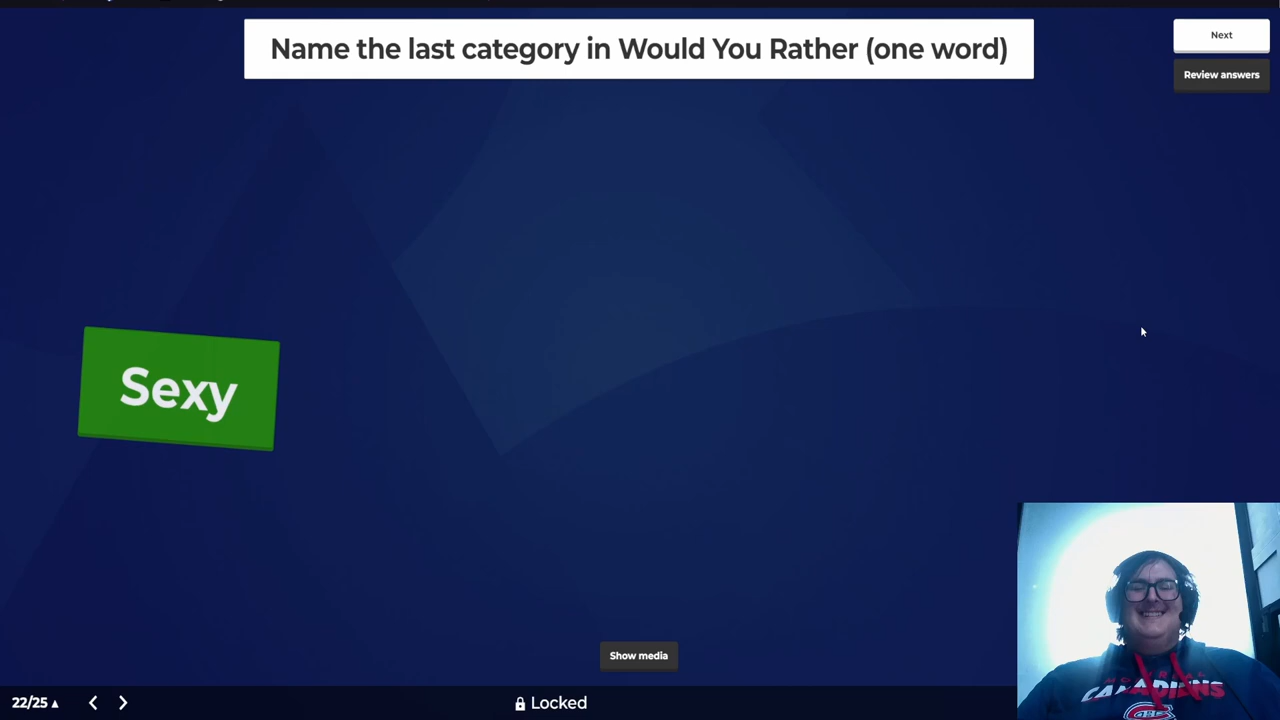 Name the last category in Would You Rather (one word)
Next
Review answers
Sexy
Show media
22/25
Locked
CANADIENS